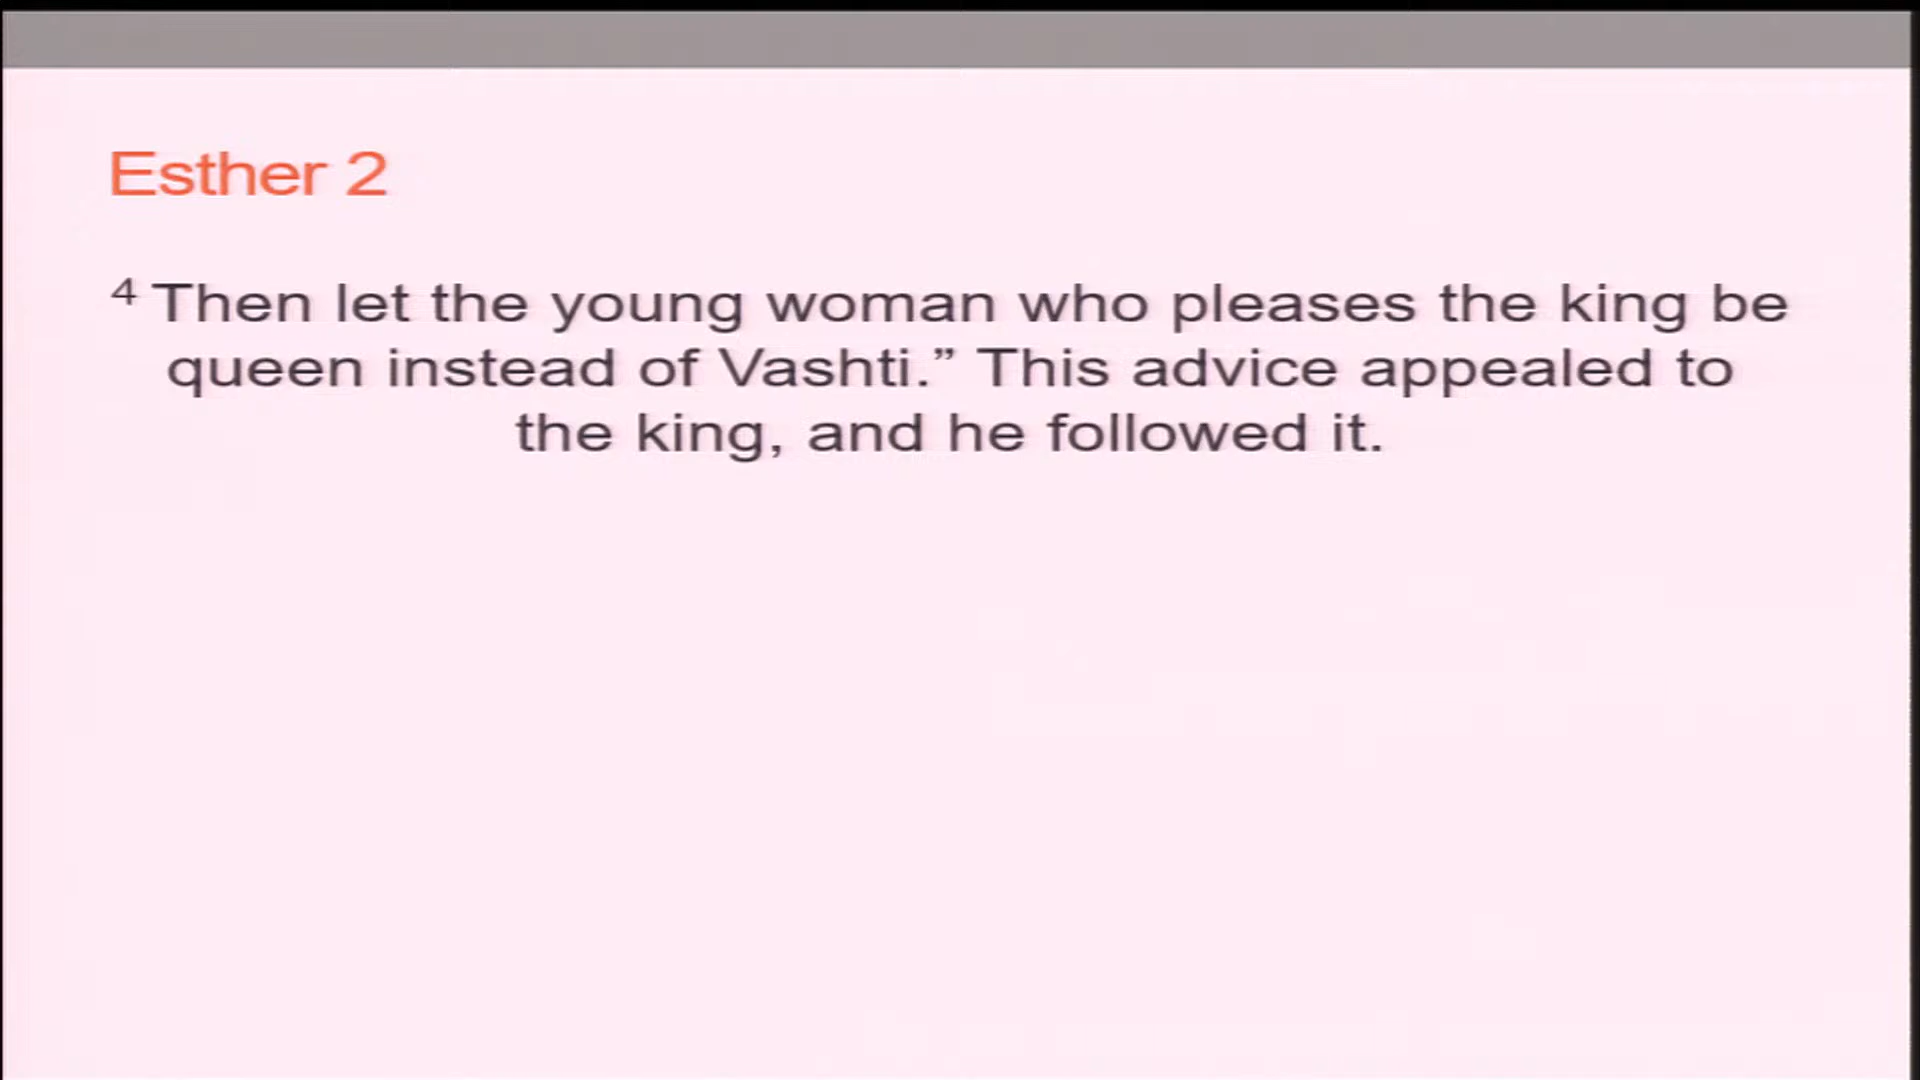 Esther 2
4 Then let the young woman who pleases the king be
queen instead of Vashti.” This advice appealed to
the king, and he followed it.